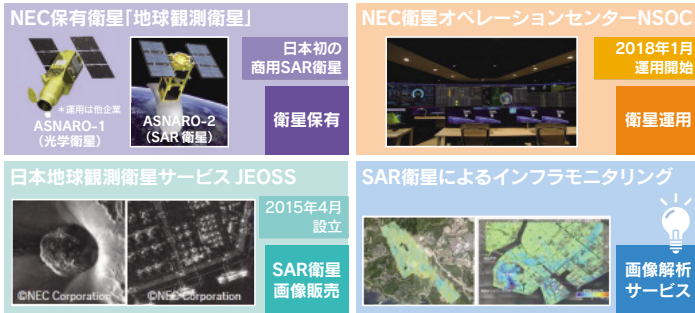 NEC保有衛星「地球観測衛星」
日本初の
商用SAR衛星
＊運用は他企業
ASNARO-1
（光学衛星）
ASNARO-2
（SAR衛星）
衛星保有
NEC衛星オペレーションセンターNSOC
2018年1月
運用開始
衛星運用
日本地球観測衛星サービス JEOSS
2015年4月
設立
©NEC Corporation
©NEC Corporation
SAR衛星
画像販売
SAR衛星によるインフラモニタリング
画像解析
サービス